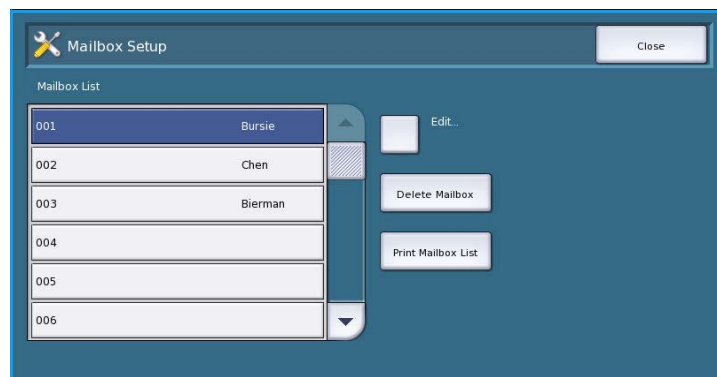 Mailbox Setup
Close
Mailbox List
001 Bursie
Edit...
002 Chen
Delete Mailbox
003 Bierman
004
Print Mailbox List
005
006